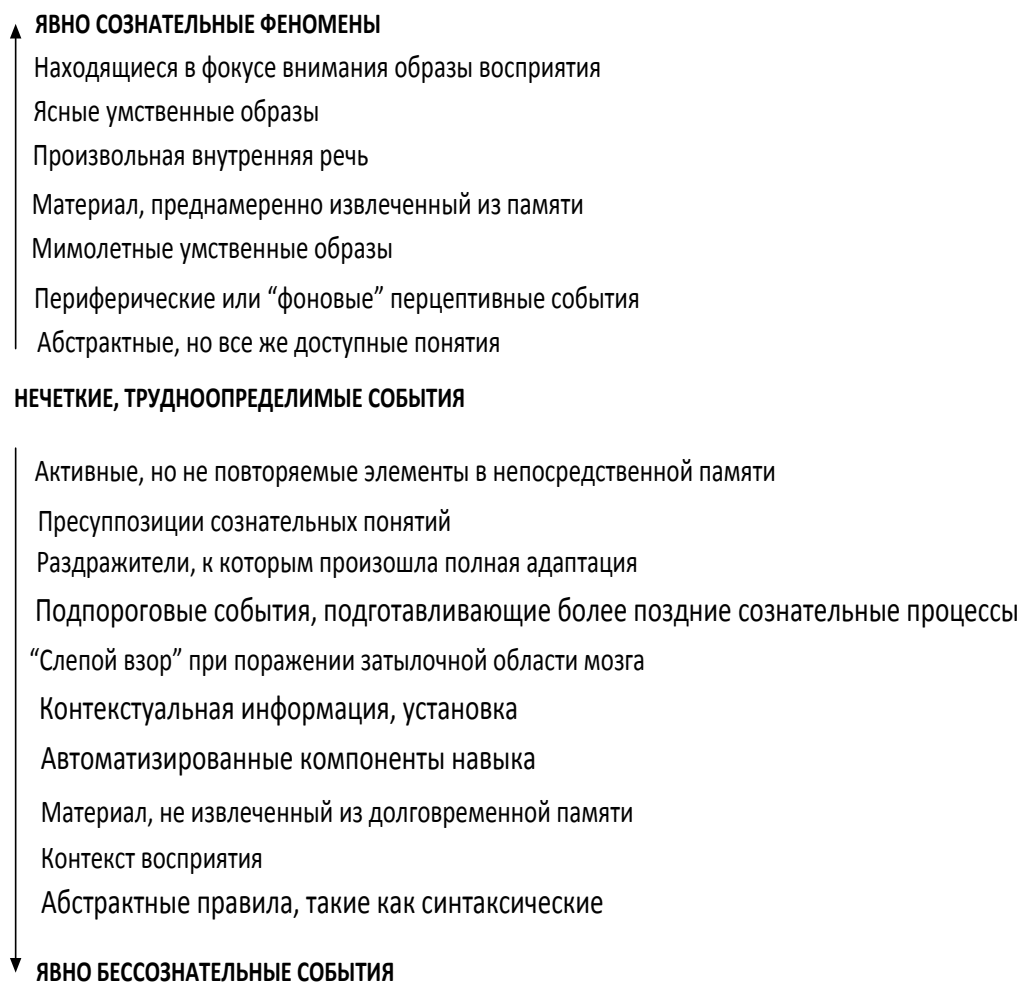 ЯВНО СОЗНАТЕЛЬНЫЕ ФЕНОМЕНЫ
Находящиеся в фокусе внимания образы восприятия
Ясные умственные образы
Произвольная внутренняя речь
Материал, преднамеренно извлеченный из памяти
Мимолетные умственные образы
Периферические или “фоновые” перцептивные события
Абстрактные, но все же доступные понятия
НЕЧЕТКИЕ, ТРУДНООПРЕДЕЛИМЫЕ СОБЫТИЯ
Активные, но не повторяемые элементы в непосредственной памяти
Пресуппозиции сознательных понятий
Раздражители, к которым произошла полная адаптация
Подпороговые события, подготавливающие более поздние сознательные процессы
“Слепой взор” при поражении затылочной области мозга
Контекстуальная информация, установка
Автоматизированные компоненты навыка
Материал, не извлеченный из долговременной памяти
Контекст восприятия
Абстрактные правила, такие как синтаксические
ЯВНО БЕССОЗНАТЕЛЬНЫЕ СОБЫТИЯ